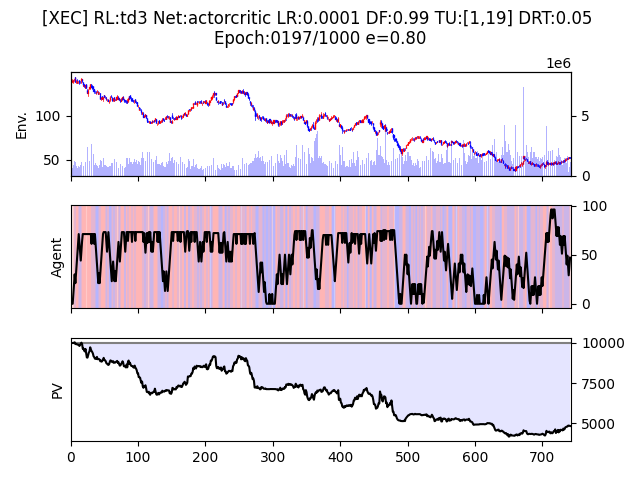 [XEC] RL:td3 Net:actorcritic LR:0.0001 DF:0.99 TU:[1,19] DRT:0.05
Epoch:0197/1000 e=0.80
1e6
Env.
100
50
5
0
Agent
100
50
0
PV
10000
7500
5000
0 100 200 300 400 500 600 700